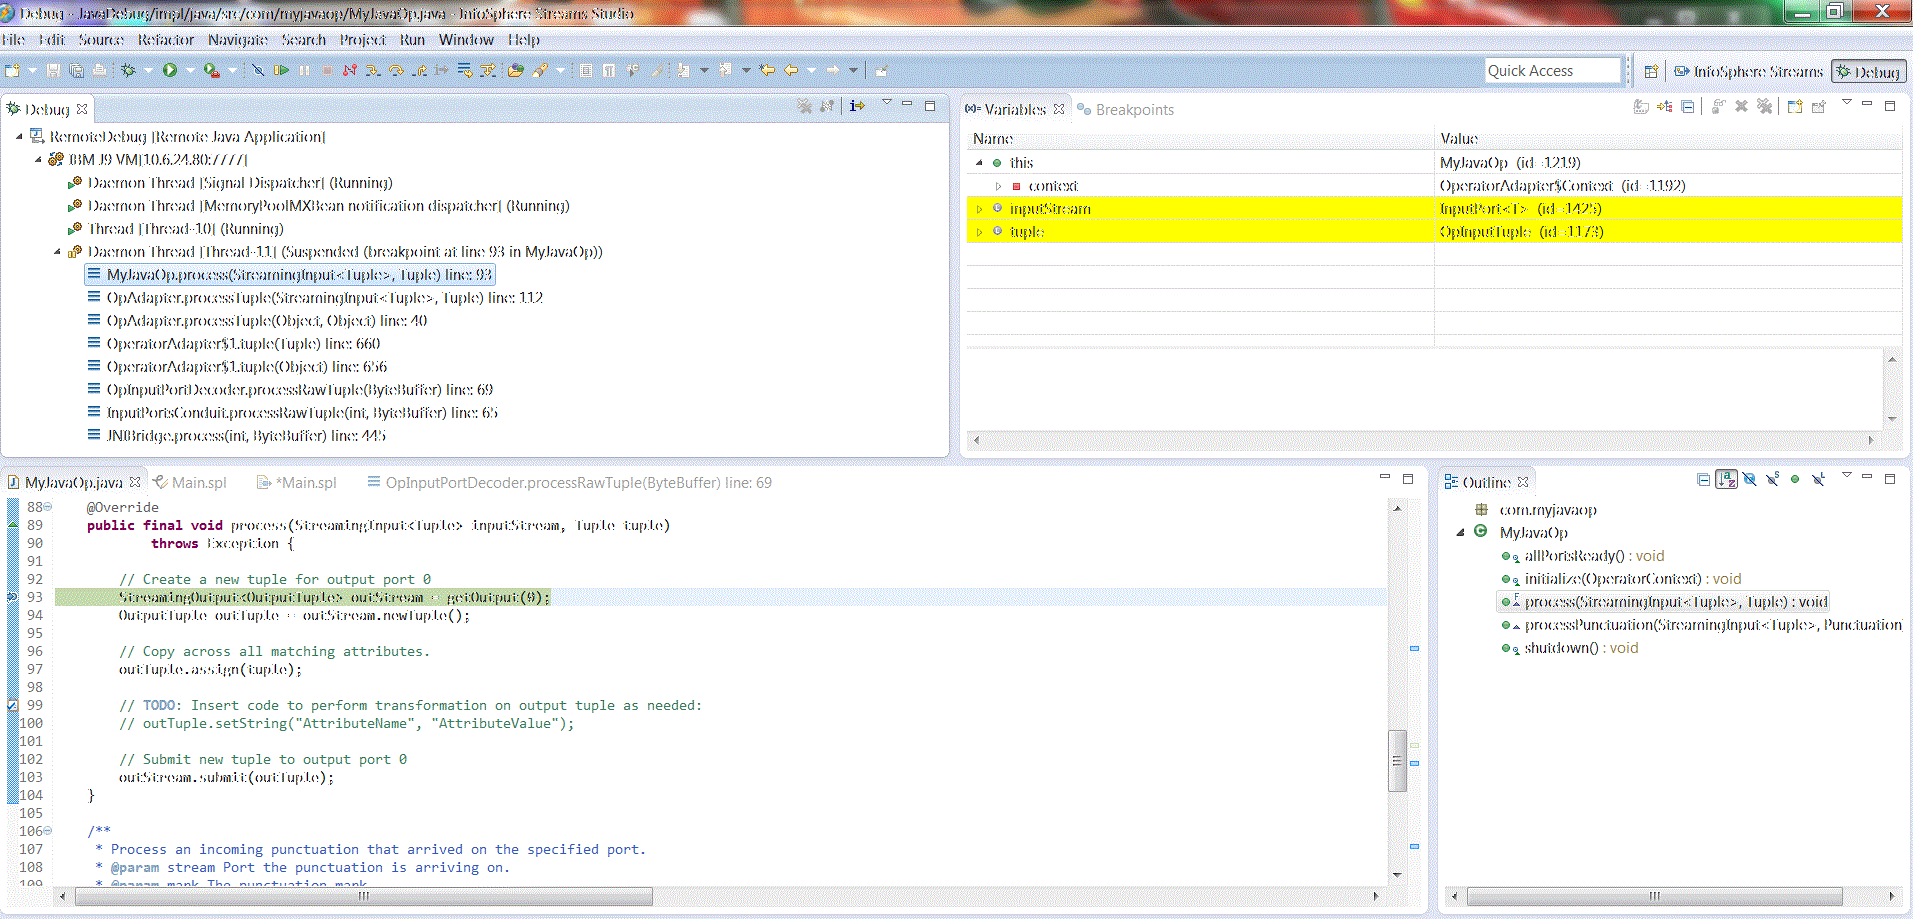 Debug - JavaDebug/impl/java/src/com/myjavaop/MyJavaOp.java - InfoSphere Streams Studio
File Edit Source Refactor Navigate Search Project Run Window Help
Quick Access
InfoSphere Streams
Debug
Debug
RemoteDebug [Remote Java Application]
IBM J9 VM[10.6.24.80:7777]
Daemon Thread [Signal Dispatcher] (Running)
Daemon Thread [MemoryPoolMXBean notification dispatcher] (Running)
Thread [Thread-10] (Running)
Daemon Thread [Thread-11] (Suspended (breakpoint at line 93 in MyJavaOp))
MyJavaOp.process(StreamingInput<Tuple>, Tuple) line: 93
OpAdapter.processTuple(StreamingInput<Tuple>, Tuple) line: 112
OpAdapter.processTuple(Object, Object) line: 40
OperatorAdapter$1.tuple(Tuple) line: 660
OperatorAdapter$1.tuple(Object) line: 656
OpInputPortDecoder.processRawTuple(ByteBuffer) line: 69
InputPortsConduit.processRawTuple(int, ByteBuffer) line: 65
JNIBridge.process(int, ByteBuffer) line: 445
(x)= Variables
Breakpoints
Name Value
this MyJavaOp (id=1219)
context OperatorAdapter$Context (id=1192)
inputStream InputPort<T> (id=1425)
tuple OpInputTuple (id=1173)
MyJavaOp.java
Main.spl
*Main.spl
OpInputPortDecoder.processRawTuple(ByteBuffer) line: 69
88 @Override
89 public final void process(StreamingInput<Tuple> inputStream, Tuple tuple)
90 throws Exception {
91
92 // Create a new tuple for output port 0
93 StreamingOutput<OutputTuple> outStream = getOutput(0);
94 OutputTuple outTuple = outStream.newTuple();
95
96 // Copy across all matching attributes.
97 outTuple.assign(tuple);
98
99 // TODO: Insert code to perform transformation on output tuple as needed:
100 // outTuple.setString("AttributeName", "AttributeValue");
101
102 // Submit new tuple to output port 0
103 outStream.submit(outTuple);
104 }
105
106 /**
107 * Process an incoming punctuation that arrived on the specified port.
108 * @param stream Port the punctuation is arriving on.
109 * @param mark The punctuation mark
Outline
com.myjavaop
MyJavaOp
allPortsReady() : void
initialize(OperatorContext) : void
process(StreamingInput<Tuple>, Tuple) : void
processPunctuation(StreamingInput<Tuple>, Punctuation)
shutdown() : void